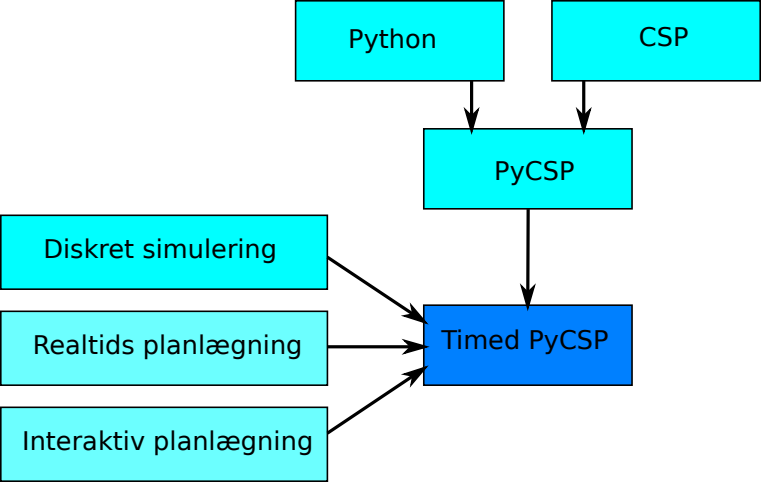 Python
CSP
PyCSP
Diskret simulering
Realtids planlægning
Timed PyCSP
Interaktiv planlægning